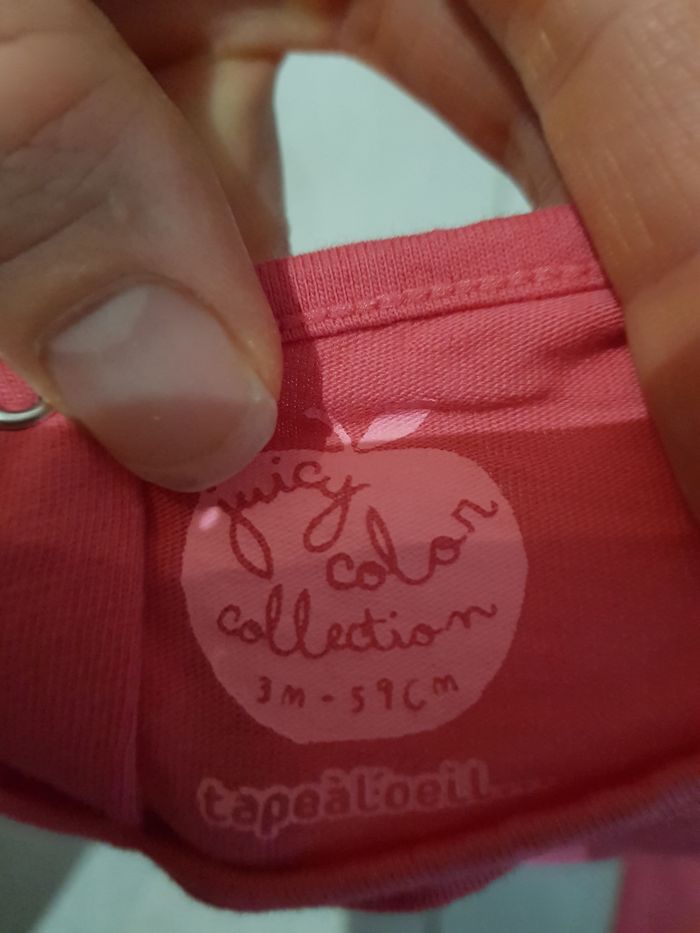 juicy
color
collection
3M - 59cm
tapeàl'oeil